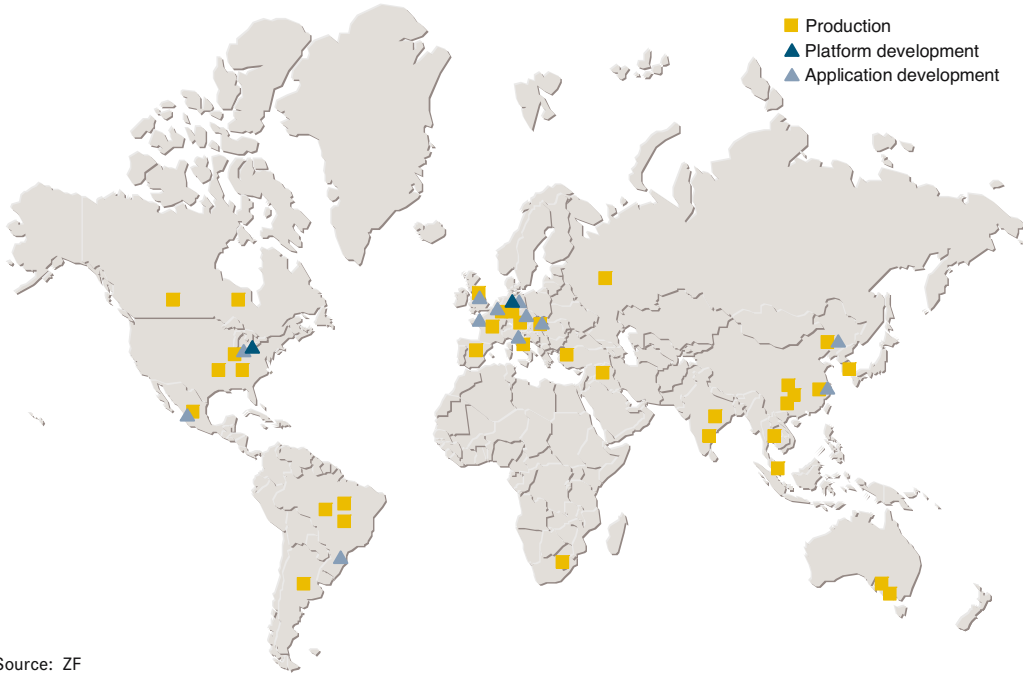 Production
Platform development
Application development
Source: ZF